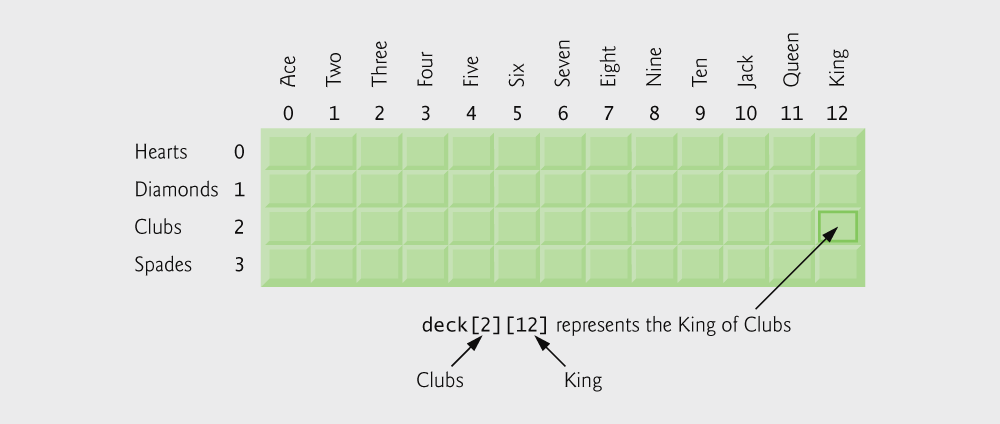 Ace Two Three Four Five Six Seven Eight Nine Ten Jack Queen King
0 1 2 3 4 5 6 7 8 9 10 11 12
Hearts 0
Diamonds 1
Clubs 2
Spades 3
deck[2][12] represents the King of Clubs
Clubs King